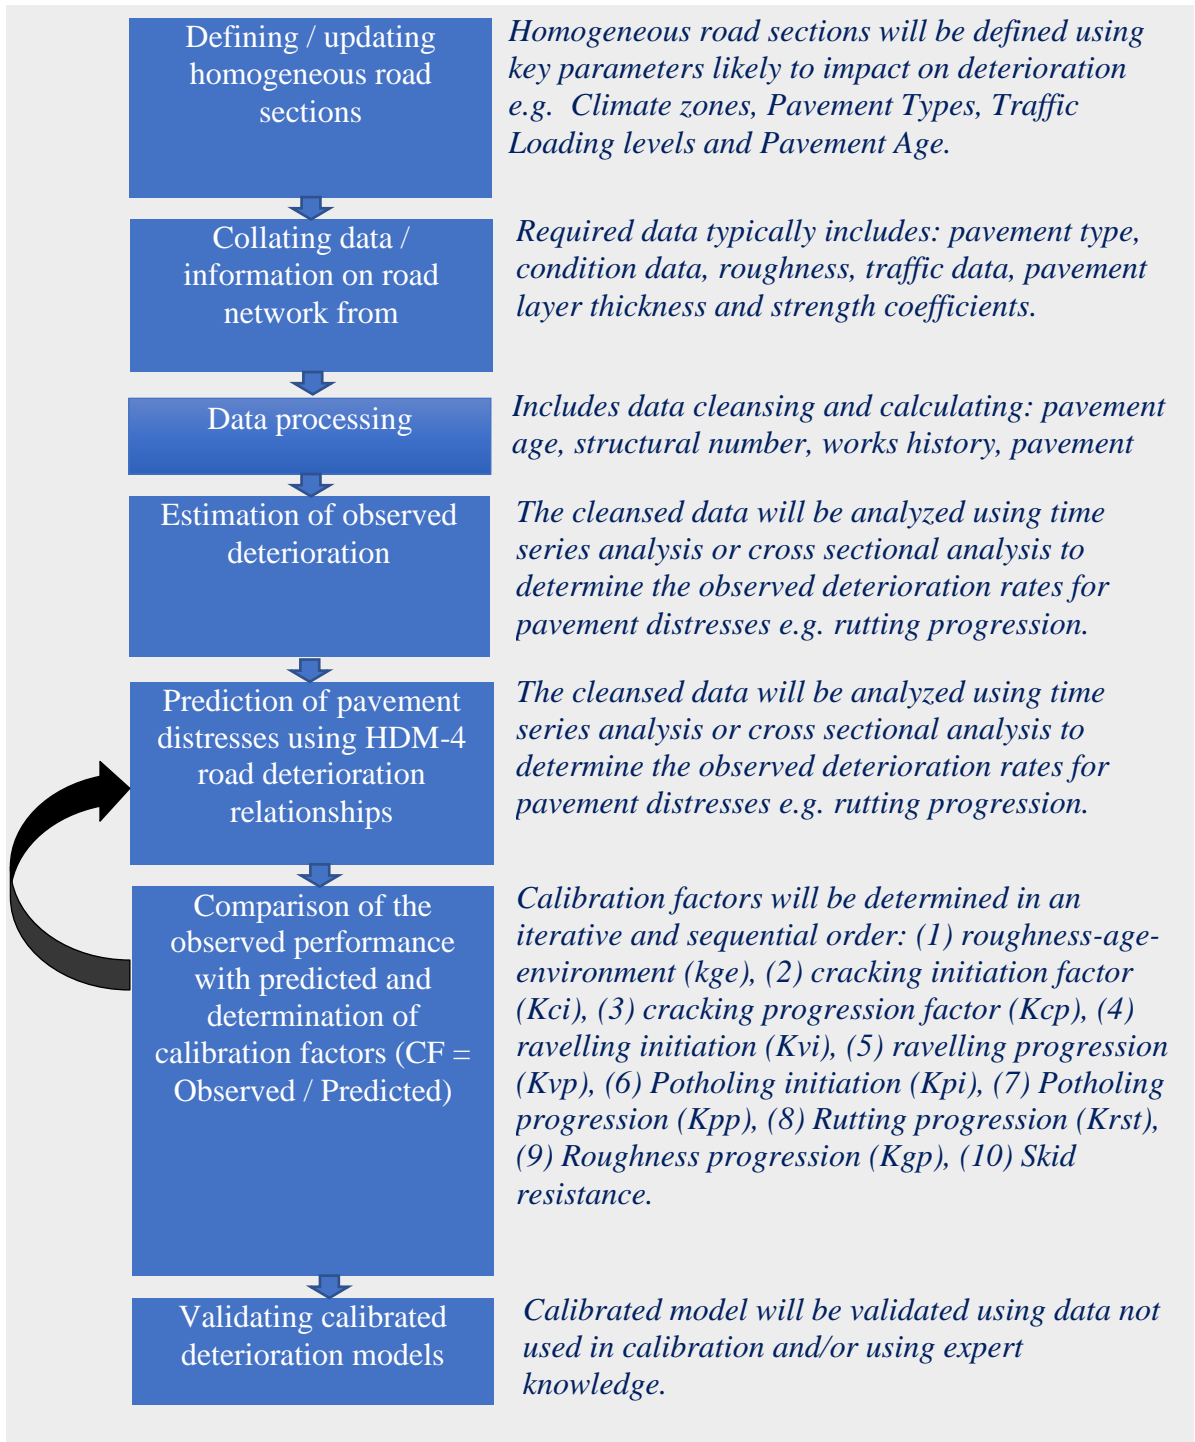 Defining / updating
homogeneous road
sections
Homogeneous road sections will be defined using
key parameters likely to impact on deterioration
e.g. Climate zones, Pavement Types, Traffic
Loading levels and Pavement Age.
Collating data /
information on road
network from
Required data typically includes: pavement type,
condition data, roughness, traffic data, pavement
layer thickness and strength coefficients.
Data processing
Includes data cleansing and calculating: pavement
age, structural number, works history, pavement
Estimation of observed
deterioration
The cleansed data will be analyzed using time
series analysis or cross sectional analysis to
determine the observed deterioration rates for
pavement distresses e.g. rutting progression.
Prediction of pavement
distresses using HDM-4
road deterioration
relationships
The cleansed data will be analyzed using time
series analysis or cross sectional analysis to
determine the observed deterioration rates for
pavement distresses e.g. rutting progression.
Comparison of the
observed performance
with predicted and
determination of
calibration factors (CF =
Observed / Predicted)
Calibration factors will be determined in an
iterative and sequential order: (1) roughness-age-
environment (kge), (2) cracking initiation factor
(Kci), (3) cracking progression factor (Kcp), (4)
ravelling initiation (Kvi), (5) ravelling progression
(Kvp), (6) Potholing initiation (Kpi), (7) Potholing
progression (Kpp), (8) Rutting progression (Krst),
(9) Roughness progression (Kgp), (10) Skid
resistance.
Validating calibrated
deterioration models
Calibrated model will be validated using data not
used in calibration and/or using expert
knowledge.